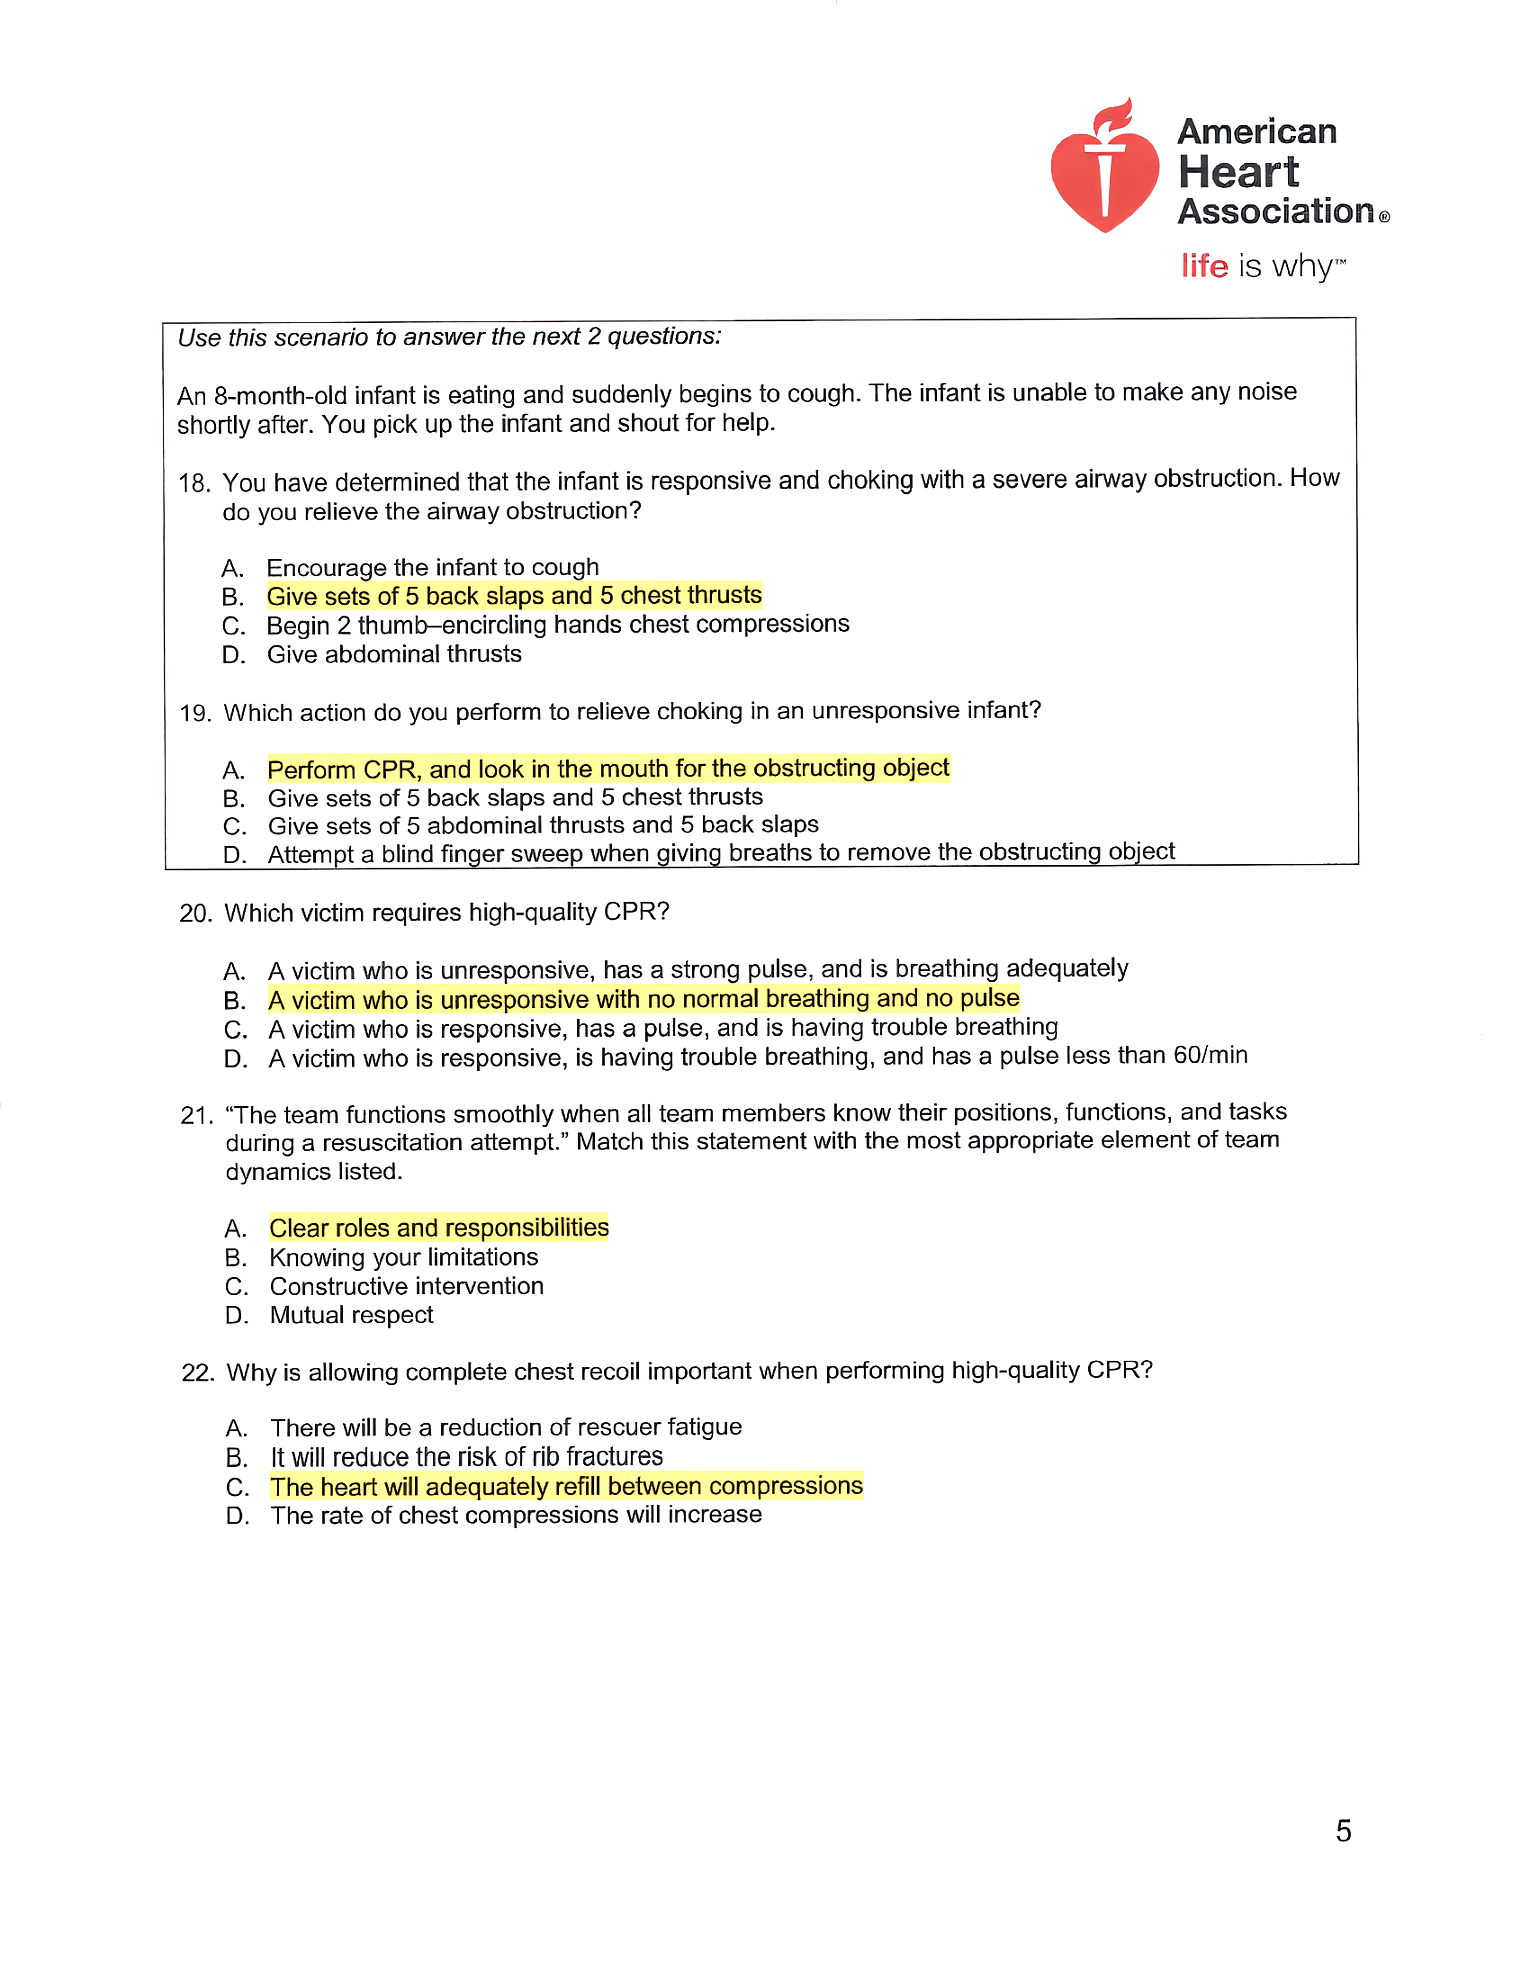 American
Heart
Association®
life is why™
Use this scenario to answer the next 2 questions:
An 8-month-old infant is eating and suddenly begins to cough. The infant is unable to make any noise
shortly after. You pick up the infant and shout for help.
18. You have determined that the infant is responsive and choking with a severe airway obstruction. How
do you relieve the airway obstruction?
A. Encourage the infant to cough
B. Give sets of 5 back slaps and 5 chest thrusts
C. Begin 2 thumb–encircling hands chest compressions
D. Give abdominal thrusts
19. Which action do you perform to relieve choking in an unresponsive infant?
A. Perform CPR, and look in the mouth for the obstructing object
B. Give sets of 5 back slaps and 5 chest thrusts
C. Give sets of 5 abdominal thrusts and 5 back slaps
D. Attempt a blind finger sweep when giving breaths to remove the obstructing object
20. Which victim requires high-quality CPR?
A. A victim who is unresponsive, has a strong pulse, and is breathing adequately
B. A victim who is unresponsive with no normal breathing and no pulse
C. A victim who is responsive, has a pulse, and is having trouble breathing
D. A victim who is responsive, is having trouble breathing, and has a pulse less than 60/min
21. “The team functions smoothly when all team members know their positions, functions, and tasks
during a resuscitation attempt.” Match this statement with the most appropriate element of team
dynamics listed.
A. Clear roles and responsibilities
B. Knowing your limitations
C. Constructive intervention
D. Mutual respect
22. Why is allowing complete chest recoil important when performing high-quality CPR?
A. There will be a reduction of rescuer fatigue
B. It will reduce the risk of rib fractures
C. The heart will adequately refill between compressions
D. The rate of chest compressions will increase
5